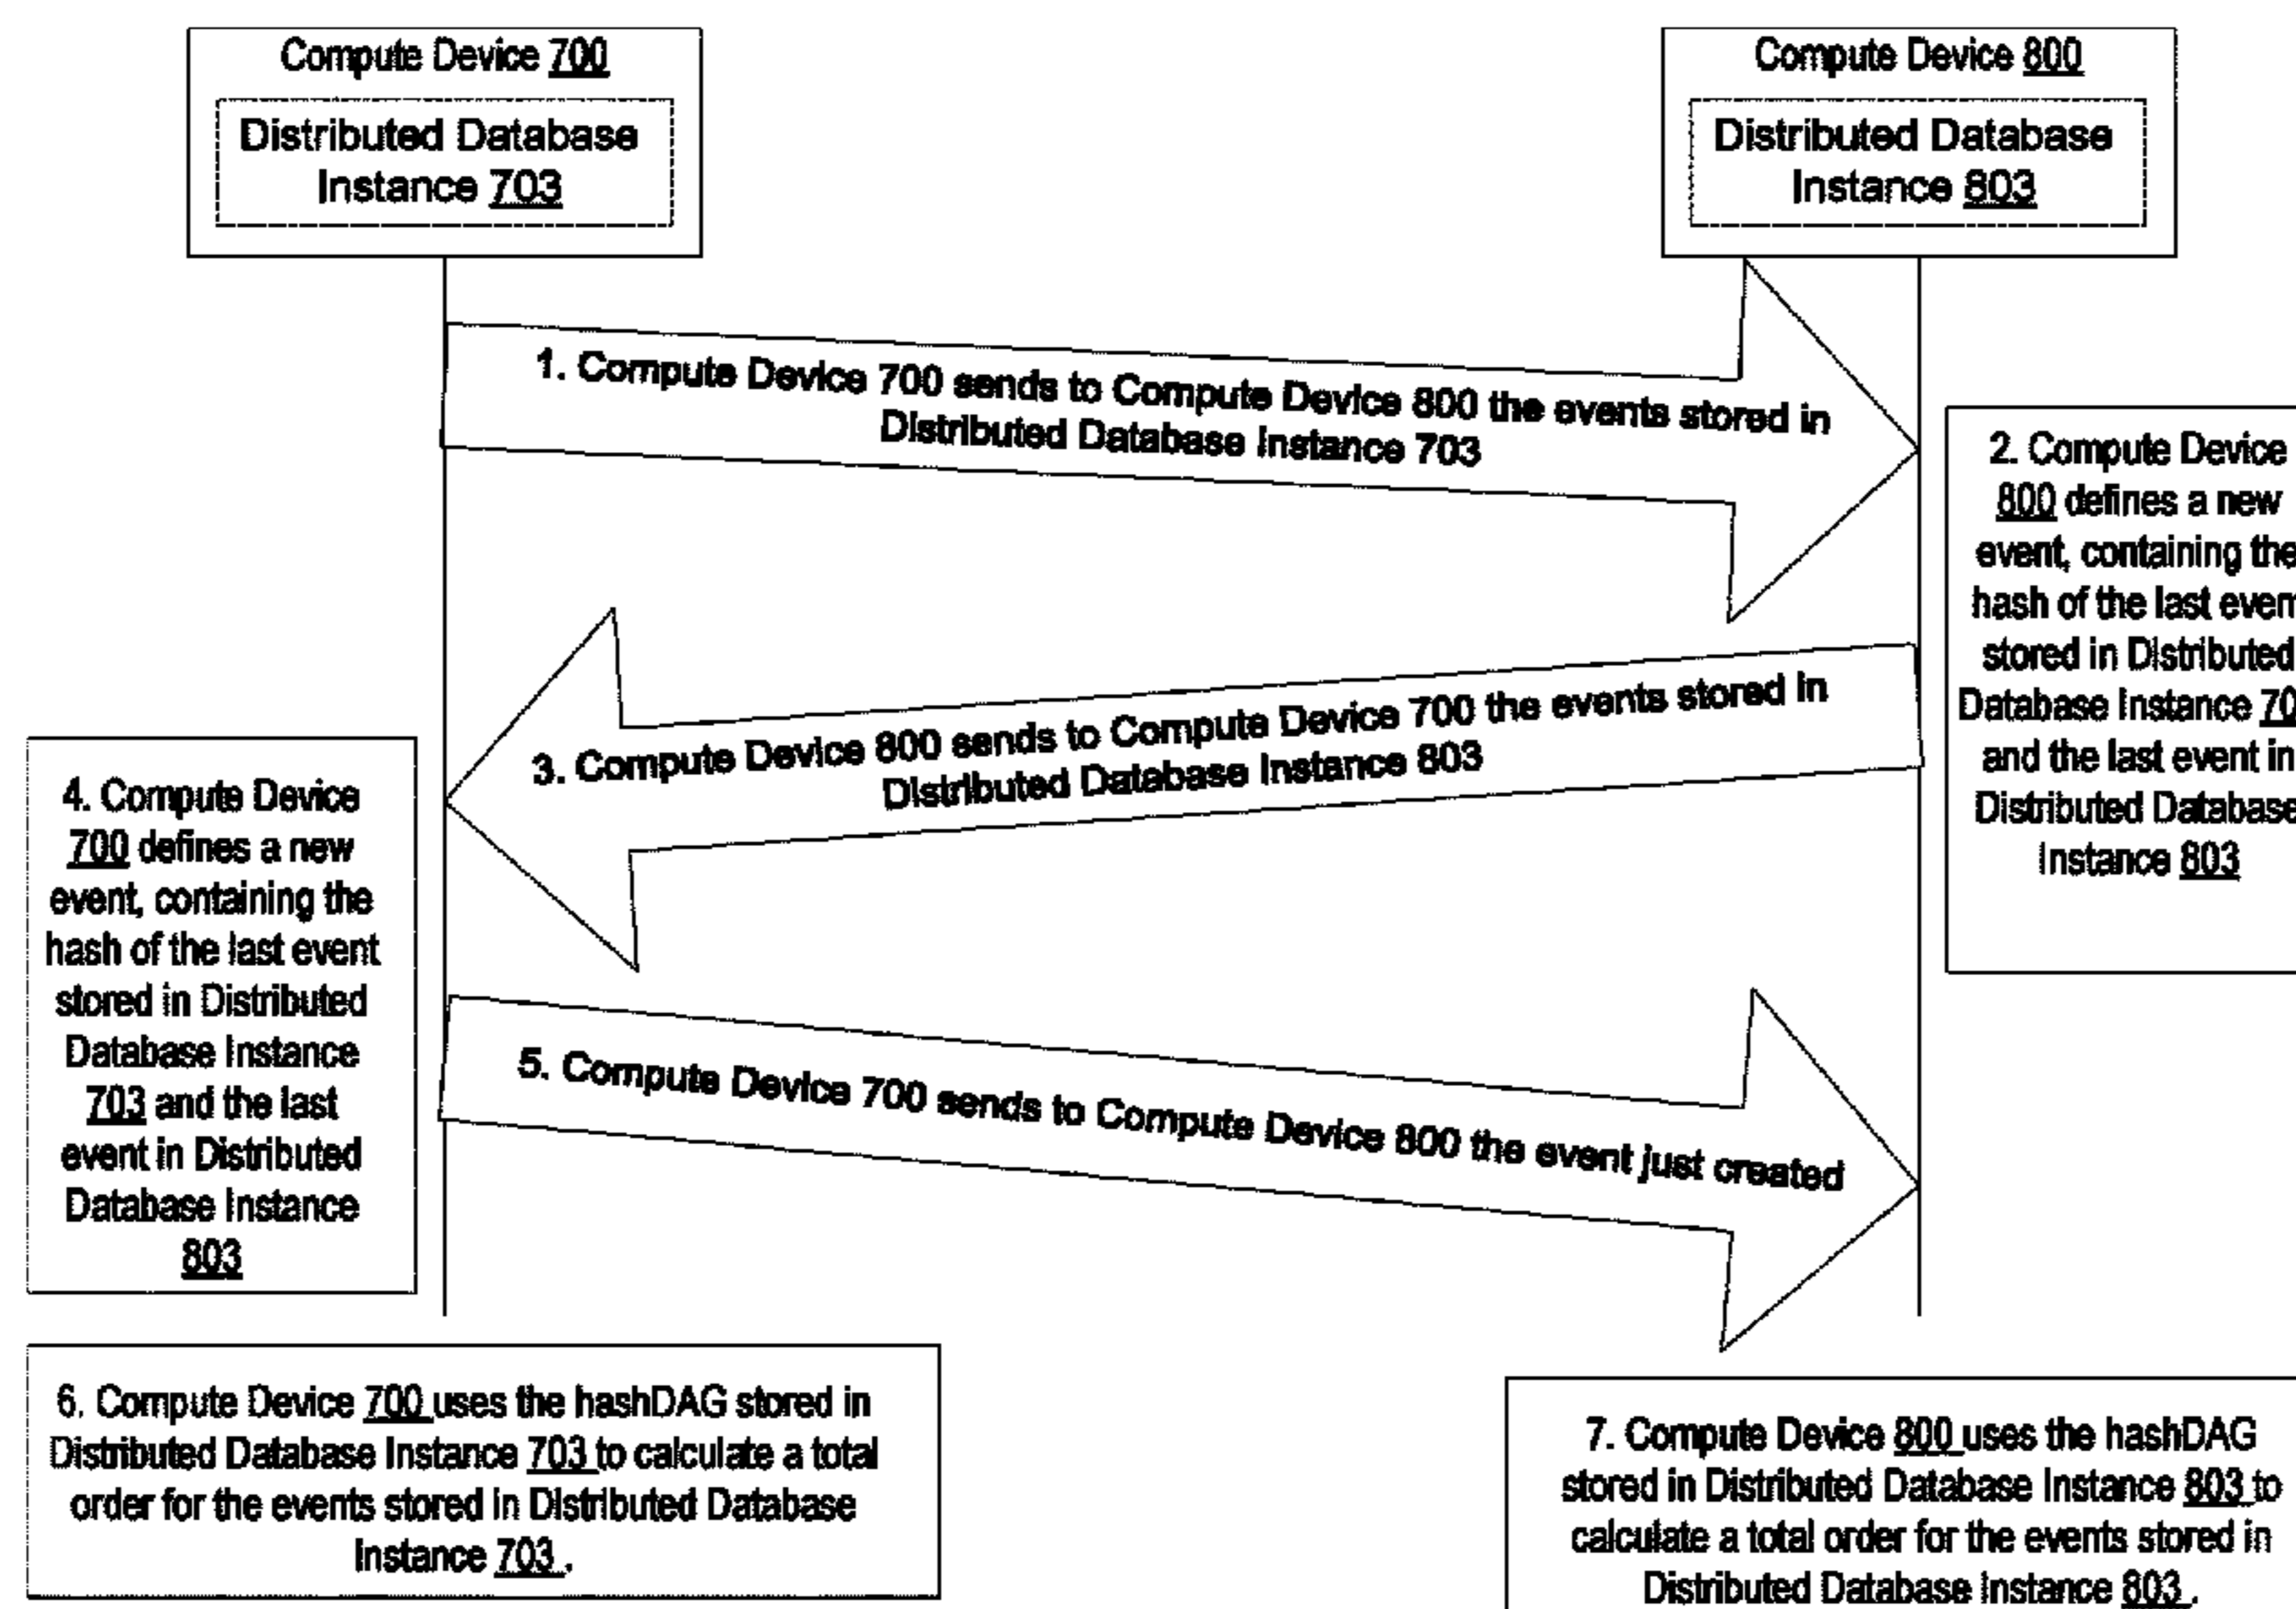 Compute Device 700
Distributed Database
Instance 703
Compute Device 800
Distributed Database
Instance 803
1. Compute Device 700 sends to Compute Device 800 the events stored in
Distributed Database Instance 703
2. Compute Device
800 defines a new
event, containing the
hash of the last event
stored in Distributed
Database Instance
and the last event in
Distributed Database
Instance 803
3. Compute Device 800 sends to Compute Device 700 the events stored in
Distributed Database Instance 803
4. Compute Device
700 defines a new
event, containing the
hash of the last event
stored in Distributed
Database Instance
703 and the last
event in Distributed
Database Instance
803
5. Compute Device 700 sends to Compute Device 800 the event just created
6. Compute Device 700 uses the hashDAG stored in
Distributed Database Instance 703 to calculate a total
order for the events stored in Distributed Database
Instance 703.
7. Compute Device 800 uses the hashDAG
stored in Distributed Database Instance 803 to
calculate a total order for the events stored in
Distributed Database Instance 803.